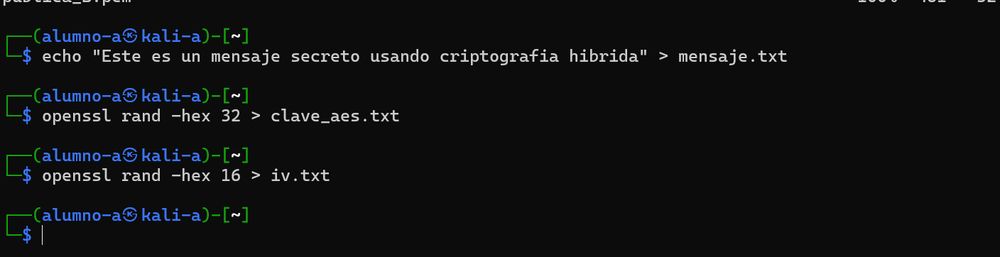 ┌──(alumno-a㉿kali-a)-[~]
└─$ echo "Este es un mensaje secreto usando criptografia hibrida" > mensaje.txt
┌──(alumno-a㉿kali-a)-[~]
└─$ openssl rand -hex 32 > clave_aes.txt
┌──(alumno-a㉿kali-a)-[~]
└─$ openssl rand -hex 16 > iv.txt
┌──(alumno-a㉿kali-a)-[~]
└─$